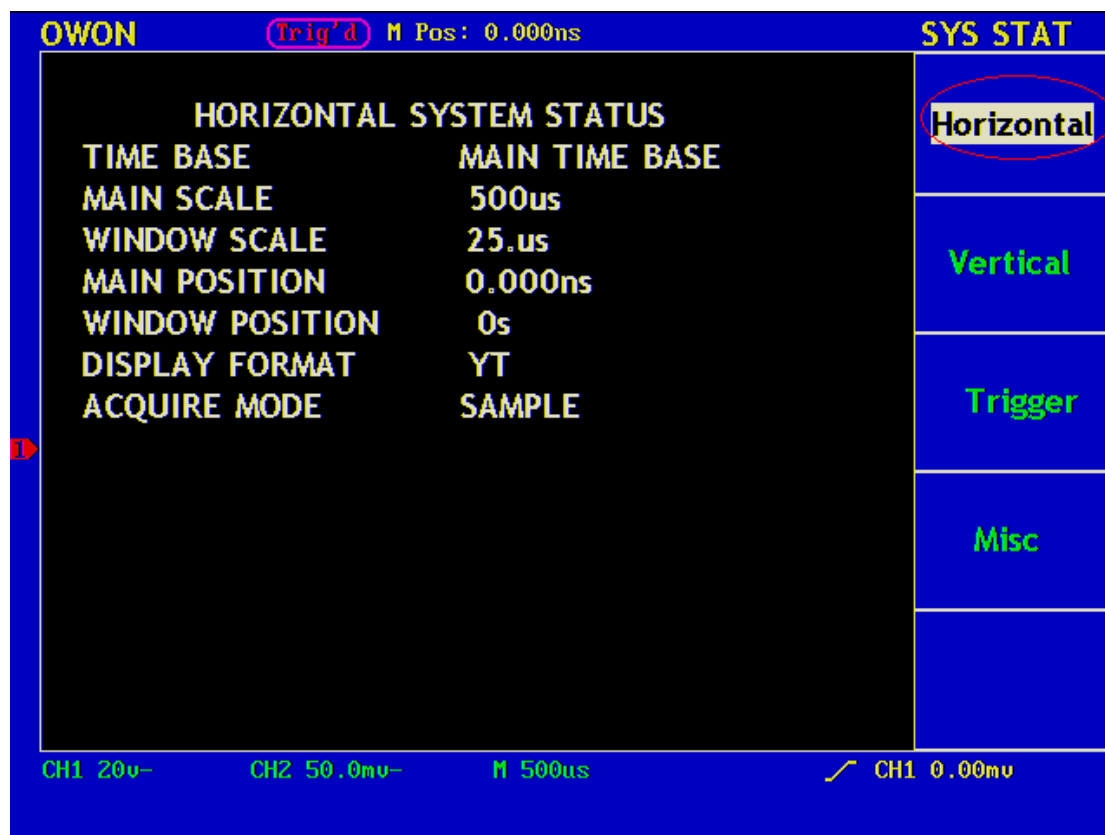 OWON Trig'd M Pos: 0.000ns SYS STAT
HORIZONTAL SYSTEM STATUS
TIME BASE MAIN TIME BASE
MAIN SCALE 500us
WINDOW SCALE 25.us
MAIN POSITION 0.000ns
WINDOW POSITION 0s
DISPLAY FORMAT YT
ACQUIRE MODE SAMPLE
1
Horizontal
Vertical
Trigger
Misc
CH1 20v- CH2 50.0mv- M 500us CH1 0.00mv